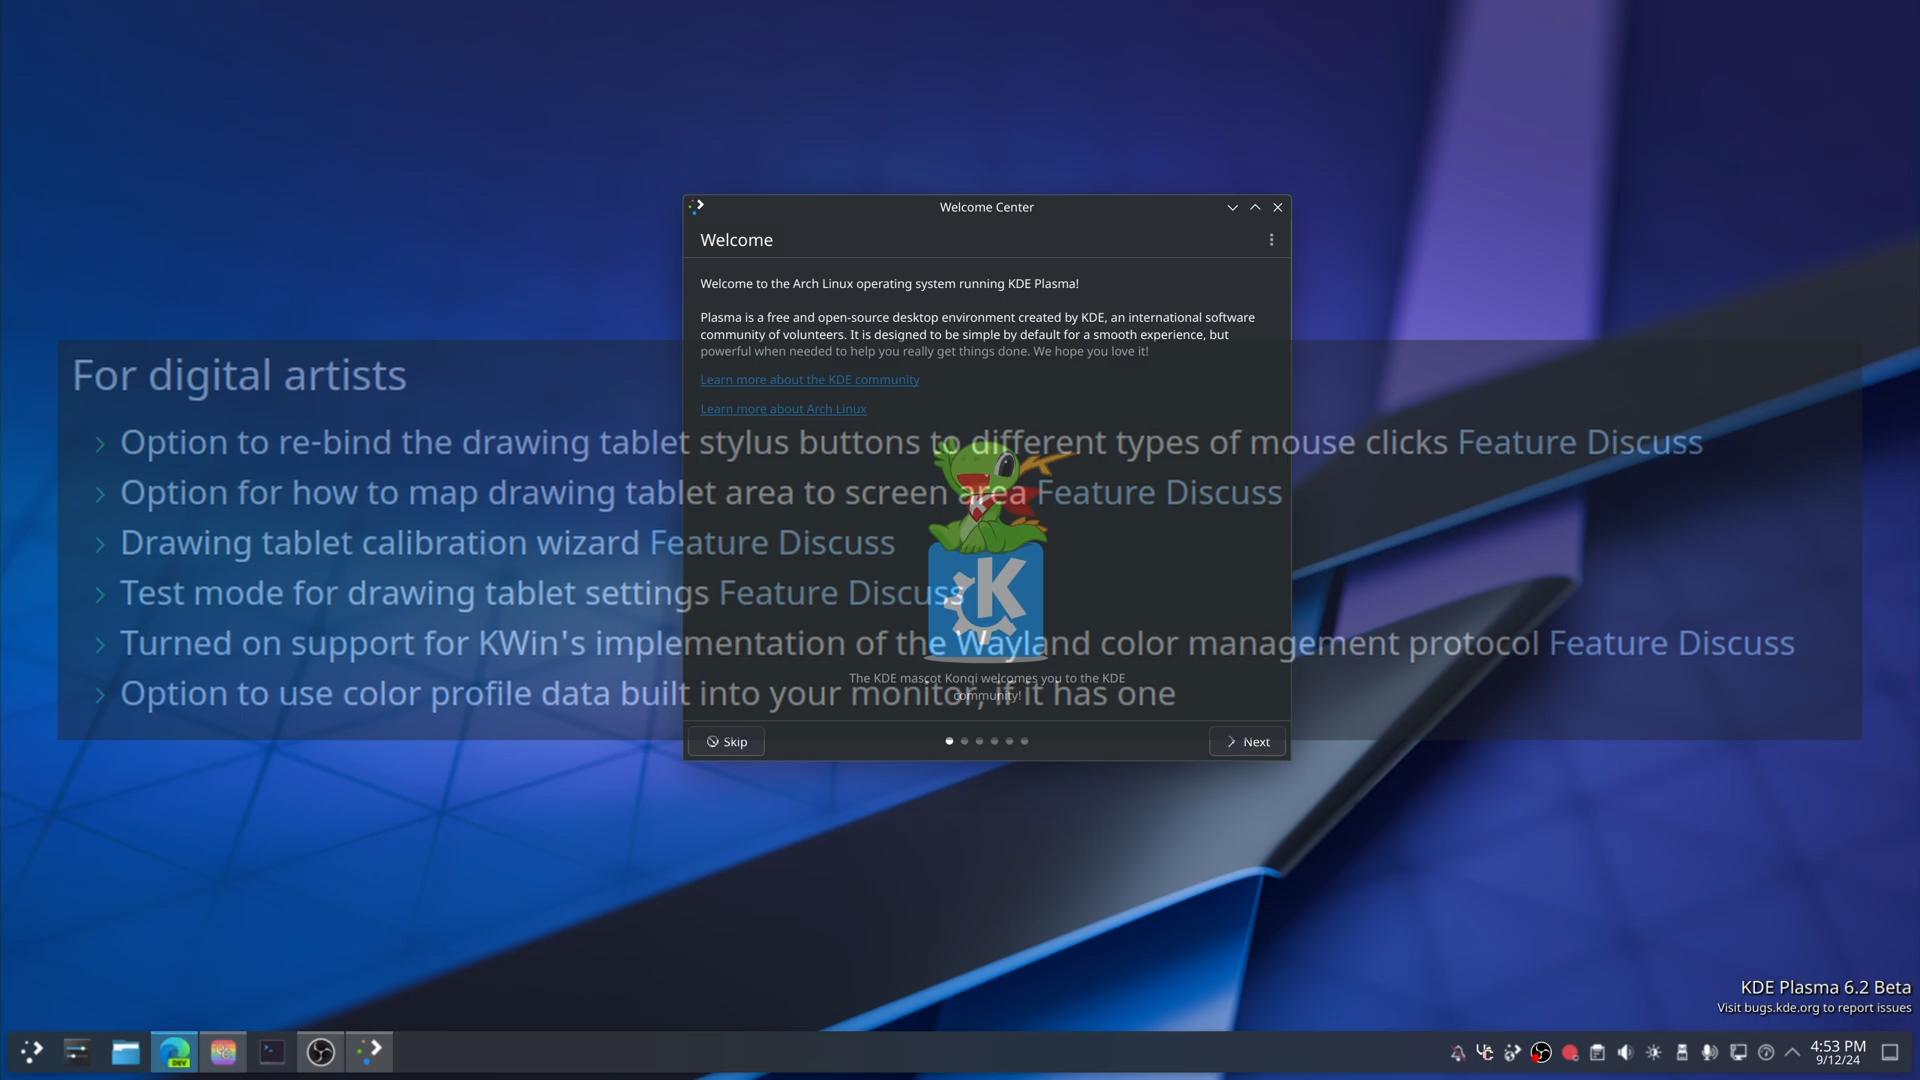 Welcome Center
Welcome
Welcome to the Arch Linux operating system running KDE Plasma!
Plasma is a free and open-source desktop environment created by KDE, an international software
community of volunteers. It is designed to be simple by default for a smooth experience, but
powerful when needed to help you really get things done. We hope you love it!
Learn more about the KDE community
Learn more about Arch Linux
For digital artists
Option to re-bind the drawing tablet stylus buttons to different types of mouse clicks Feature Discuss
Option for how to map drawing tablet area to screen area Feature Discuss
Drawing tablet calibration wizard Feature Discuss
Test mode for drawing tablet settings Feature Discuss
Turned on support for KWin's implementation of the Wayland color management protocol Feature Discuss
Option to use color profile data built into your monitor, if it has one
K
The KDE mascot Konqi welcomes you to the KDE
community!
Skip
Next
KDE Plasma 6.2 Beta
Visit bugs.kde.org to report issues
DEV
4:53 PM
9/12/24